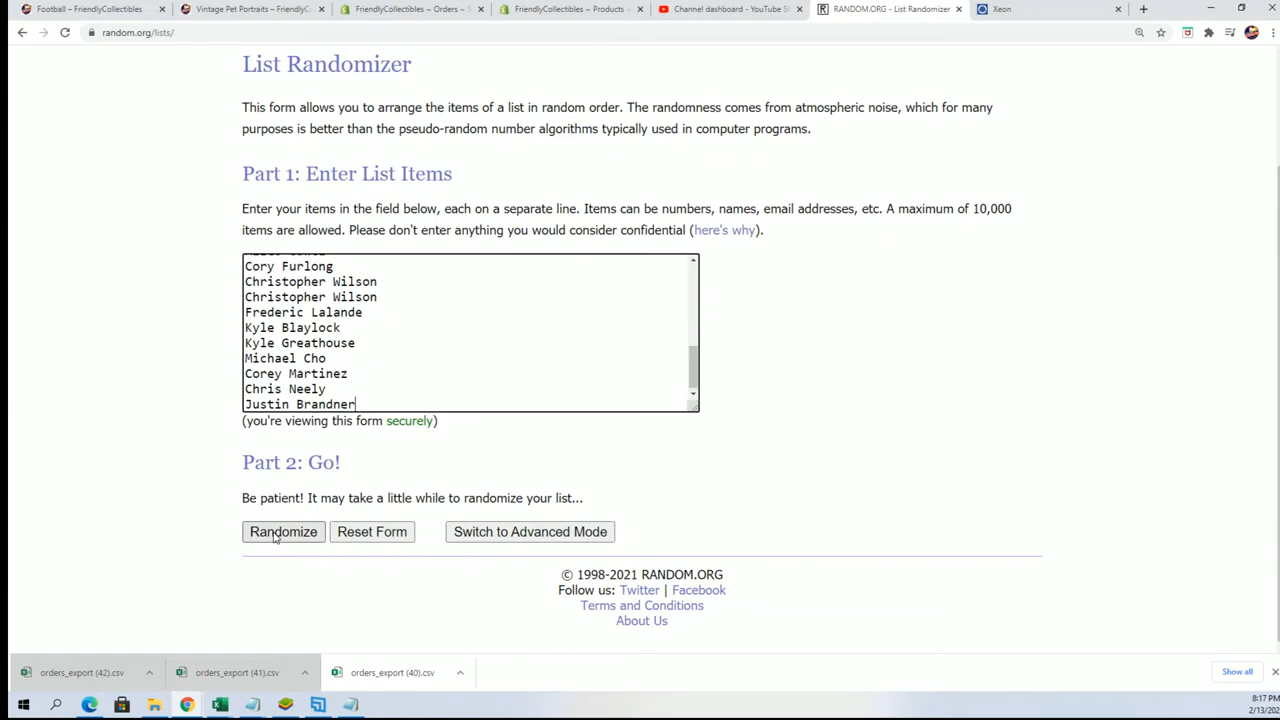 Football – FriendlyCollectibles
Vintage Pet Portraits – FriendlyCo
FriendlyCollectibles ~ Orders ~ S
FriendlyCollectibles ~ Products ~
Channel dashboard - YouTube St
RANDOM.ORG - List Randomizer
Xeon
random.org/lists/
List Randomizer
This form allows you to arrange the items of a list in random order. The randomness comes from atmospheric noise, which for many
purposes is better than the pseudo-random number algorithms typically used in computer programs.
Part 1: Enter List Items
Enter your items in the field below, each on a separate line. Items can be numbers, names, email addresses, etc. A maximum of 10,000
items are allowed. Please don't enter anything you would consider confidential (here's why).
Cory Furlong
Christopher Wilson
Christopher Wilson
Frederic Lalande
Kyle Blaylock
Kyle Greathouse
Michael Cho
Corey Martinez
Chris Neely
Justin Brandner
(you're viewing this form securely)
Part 2: Go!
Be patient! It may take a little while to randomize your list...
Randomize Reset Form Switch to Advanced Mode
© 1998-2021 RANDOM.ORG
Follow us: Twitter | Facebook
Terms and Conditions
About Us
orders_export (42).csv orders_export (41).csv orders_export (40).csv Show all
8:17 PM
2/13/202